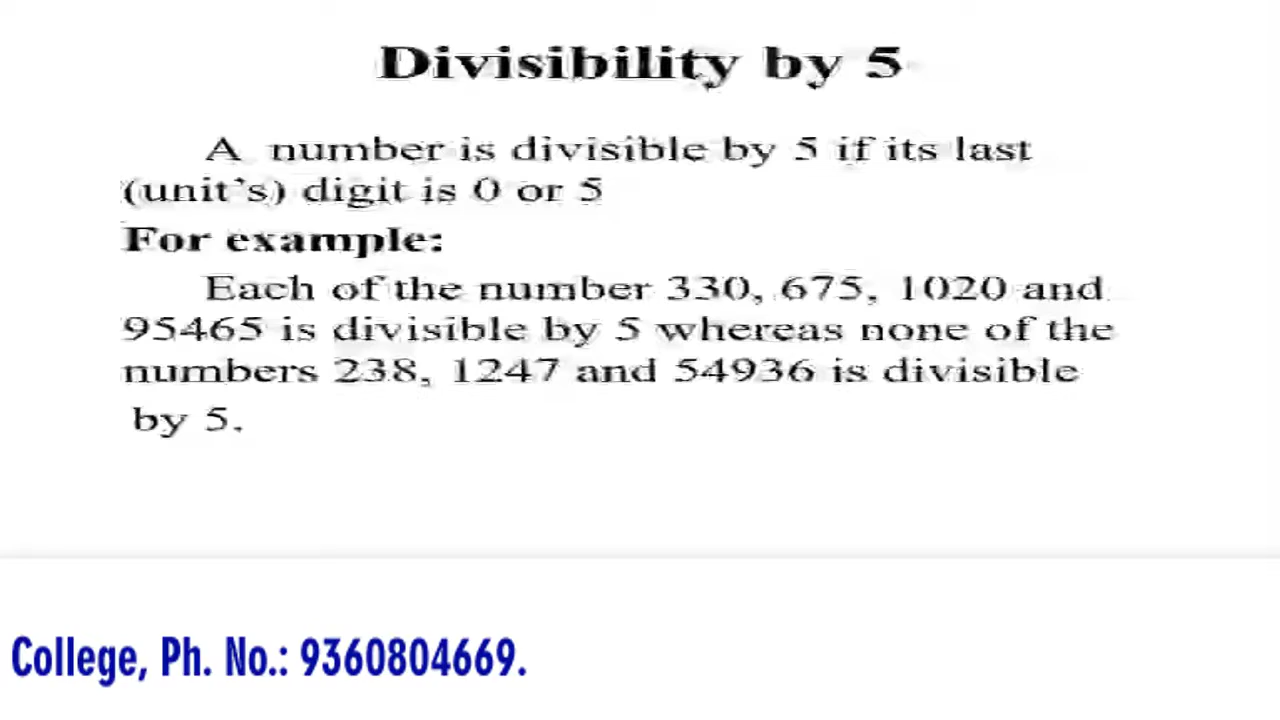 Divisibility by 5
A number is divisible by 5 if its last
(unit's) digit is 0 or 5
For example:
Each of the number 330, 675, 1020 and
95465 is divisible by 5 whereas none of the
numbers 238, 1247 and 54936 is divisible
by 5.
College, Ph. No.: 9360804669.